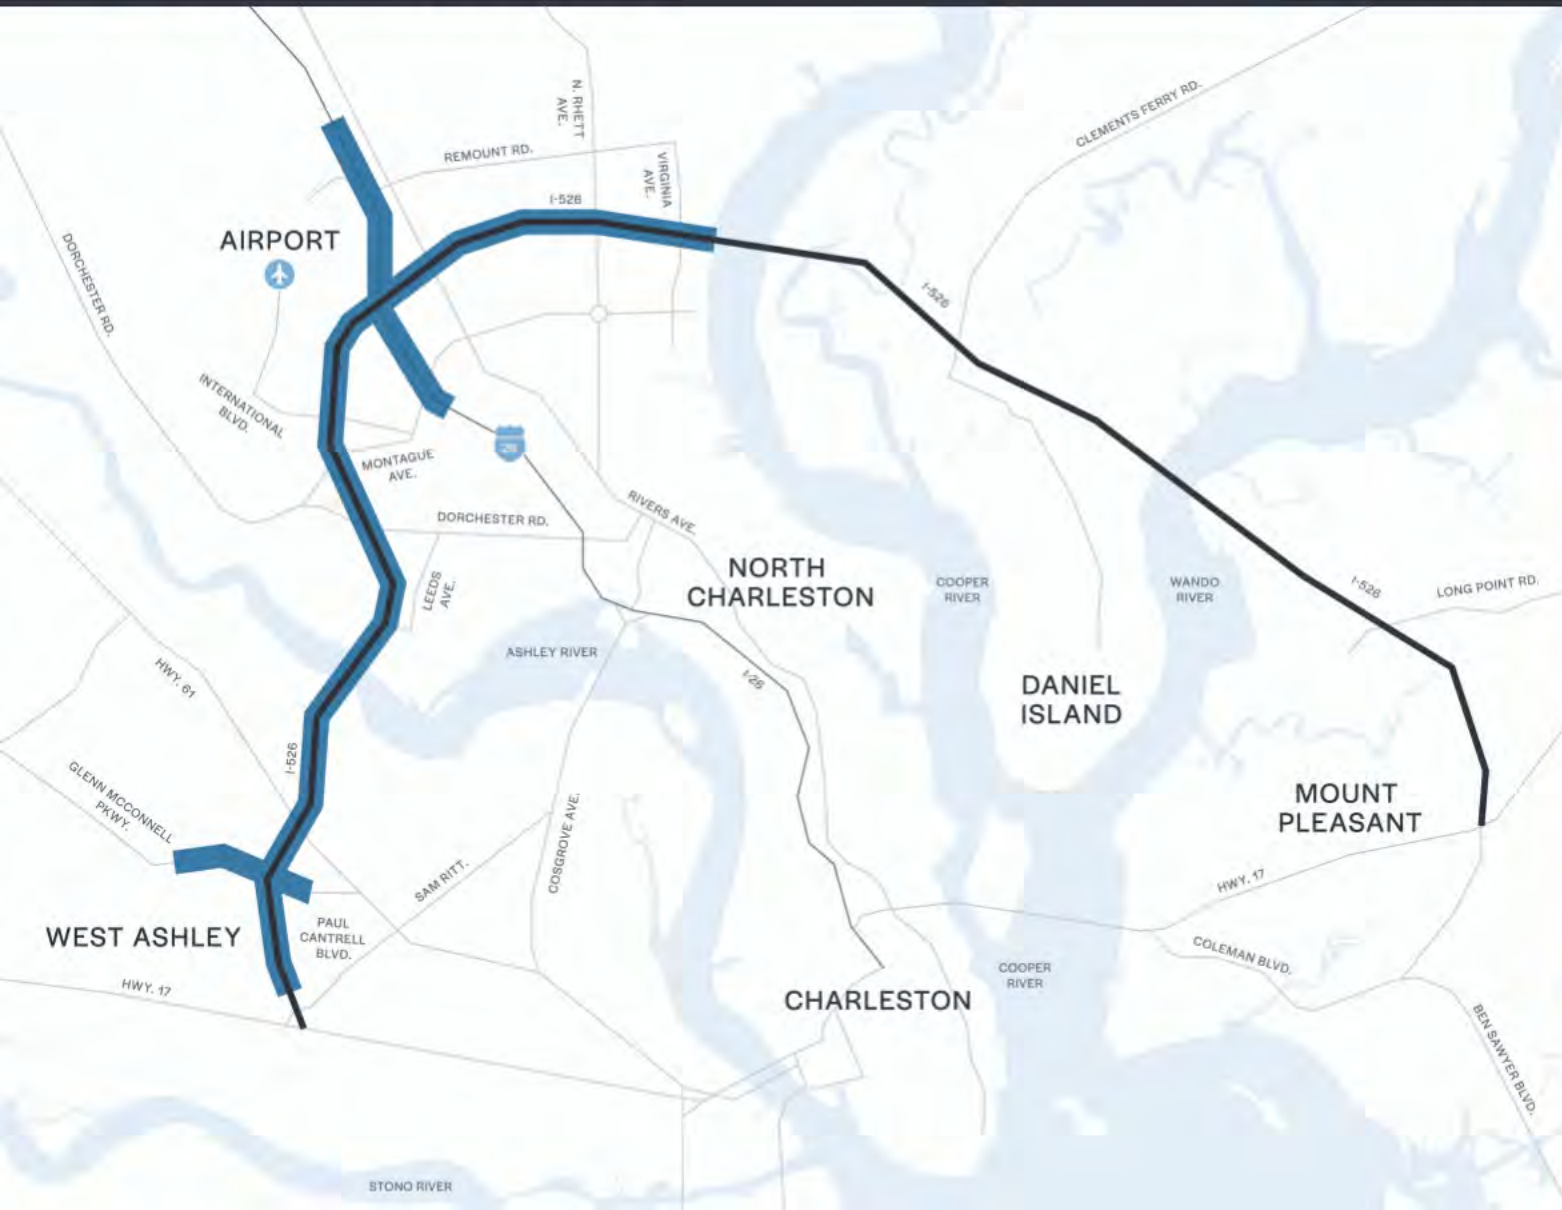 N. RHETT
AVE.
CLEMENTS FERRY RD.
REMOUNT RD.
VIRGINIA
AVE.
I-526
AIRPORT
DORCHESTER RD.
I-526
INTERNATIONAL
BLVD.
26
MONTAGUE
AVE.
RIVERS AVE.
DORCHESTER RD.
NORTH
CHARLESTON
LEEDS
AVE.
COOPER
RIVER
WANDO
RIVER
I-526
LONG POINT RD.
ASHLEY RIVER
HWY. 61
I-26
DANIEL
ISLAND
I-526
GLENN MCCONNELL
PKWY.
MOUNT
PLEASANT
COSGROVE AVE.
SAM RITT.
HWY. 17
WEST ASHLEY
PAUL
CANTRELL
BLVD.
COLEMAN BLVD.
COOPER
RIVER
HWY. 17
CHARLESTON
BEN SAWYER BLVD.
STONO RIVER